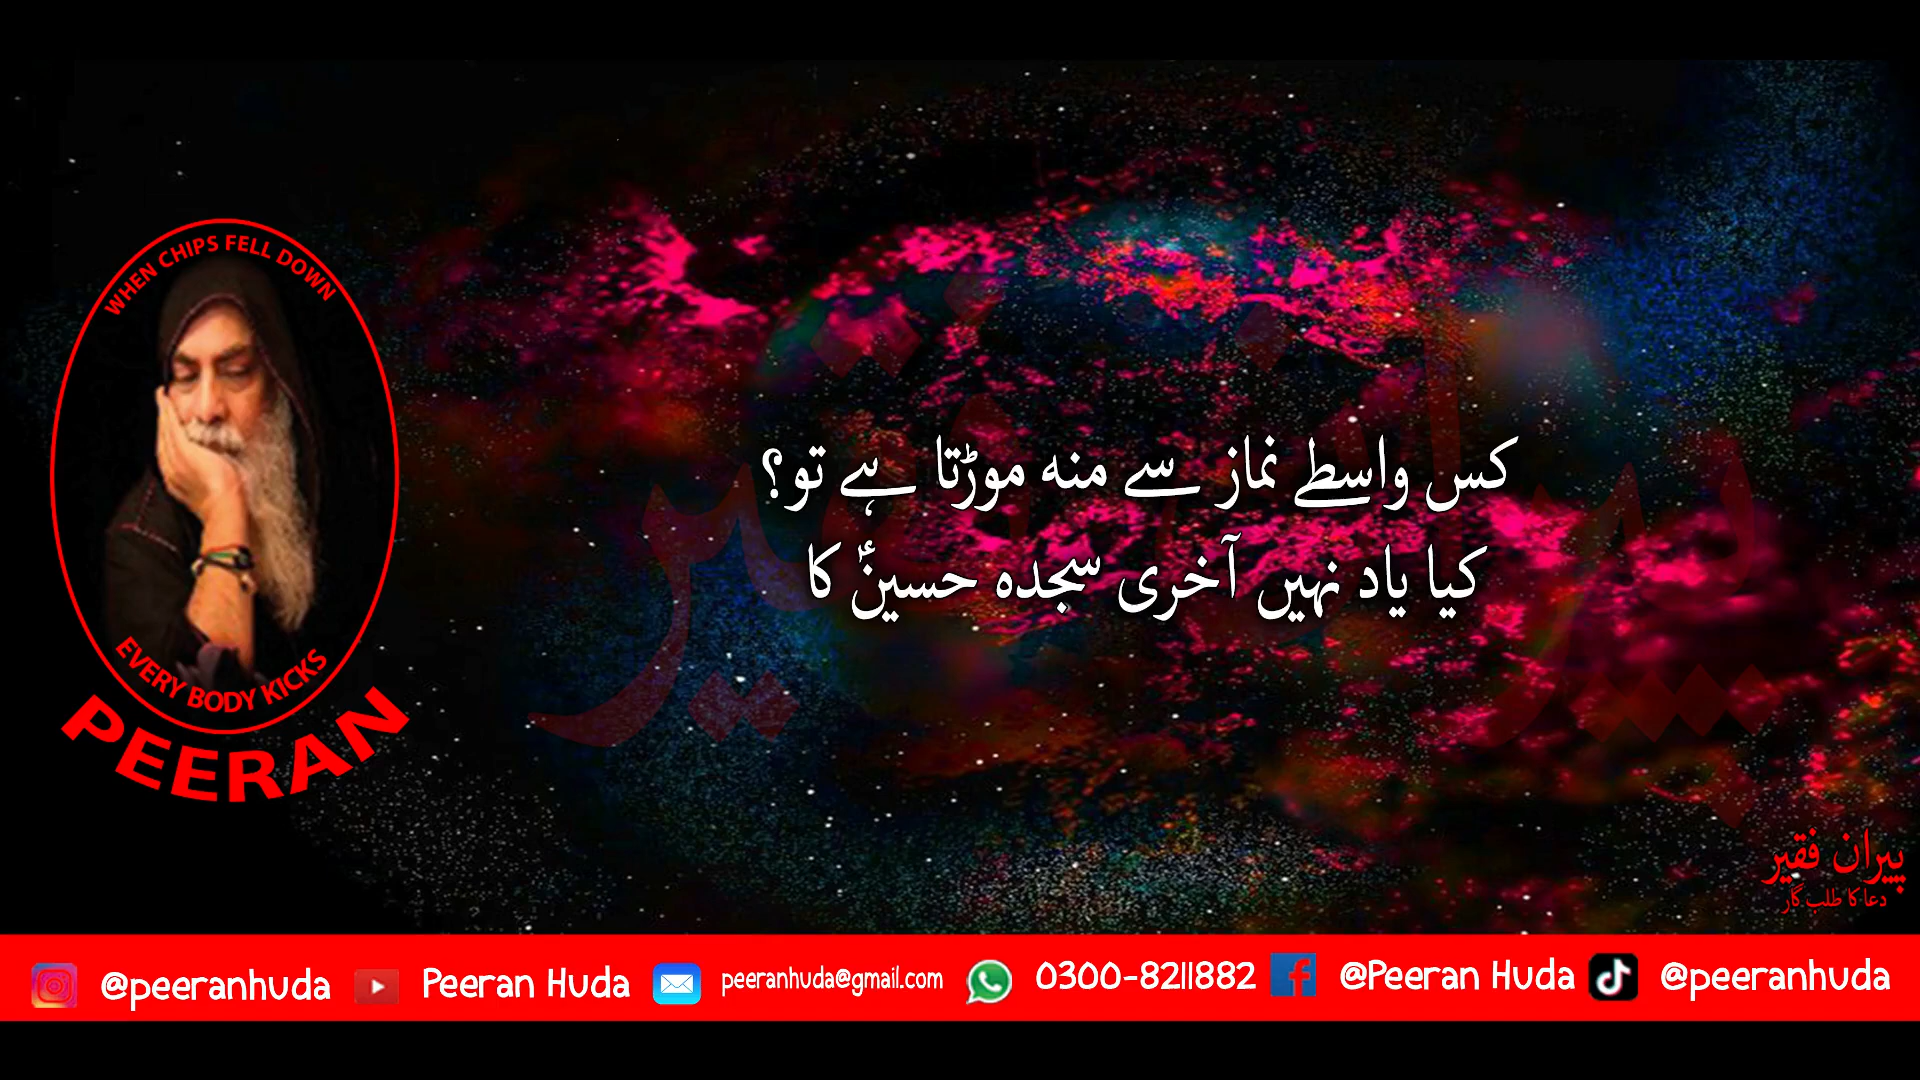 WHEN CHIPS FELL DOWN
EVERY BODY KICKS
PEERAN
کس واسطے نماز سے منہ موڑتا ہے تو؟
کیا یاد نہیں آخری سجدہ حسینؑ کا
پیران فقیر
پیران فقیر
دعا کا طلب گار
@peeranhuda
Peeran Huda
peeranhuda@gmail.com
0300-8211882
@Peeran Huda
@peeranhuda